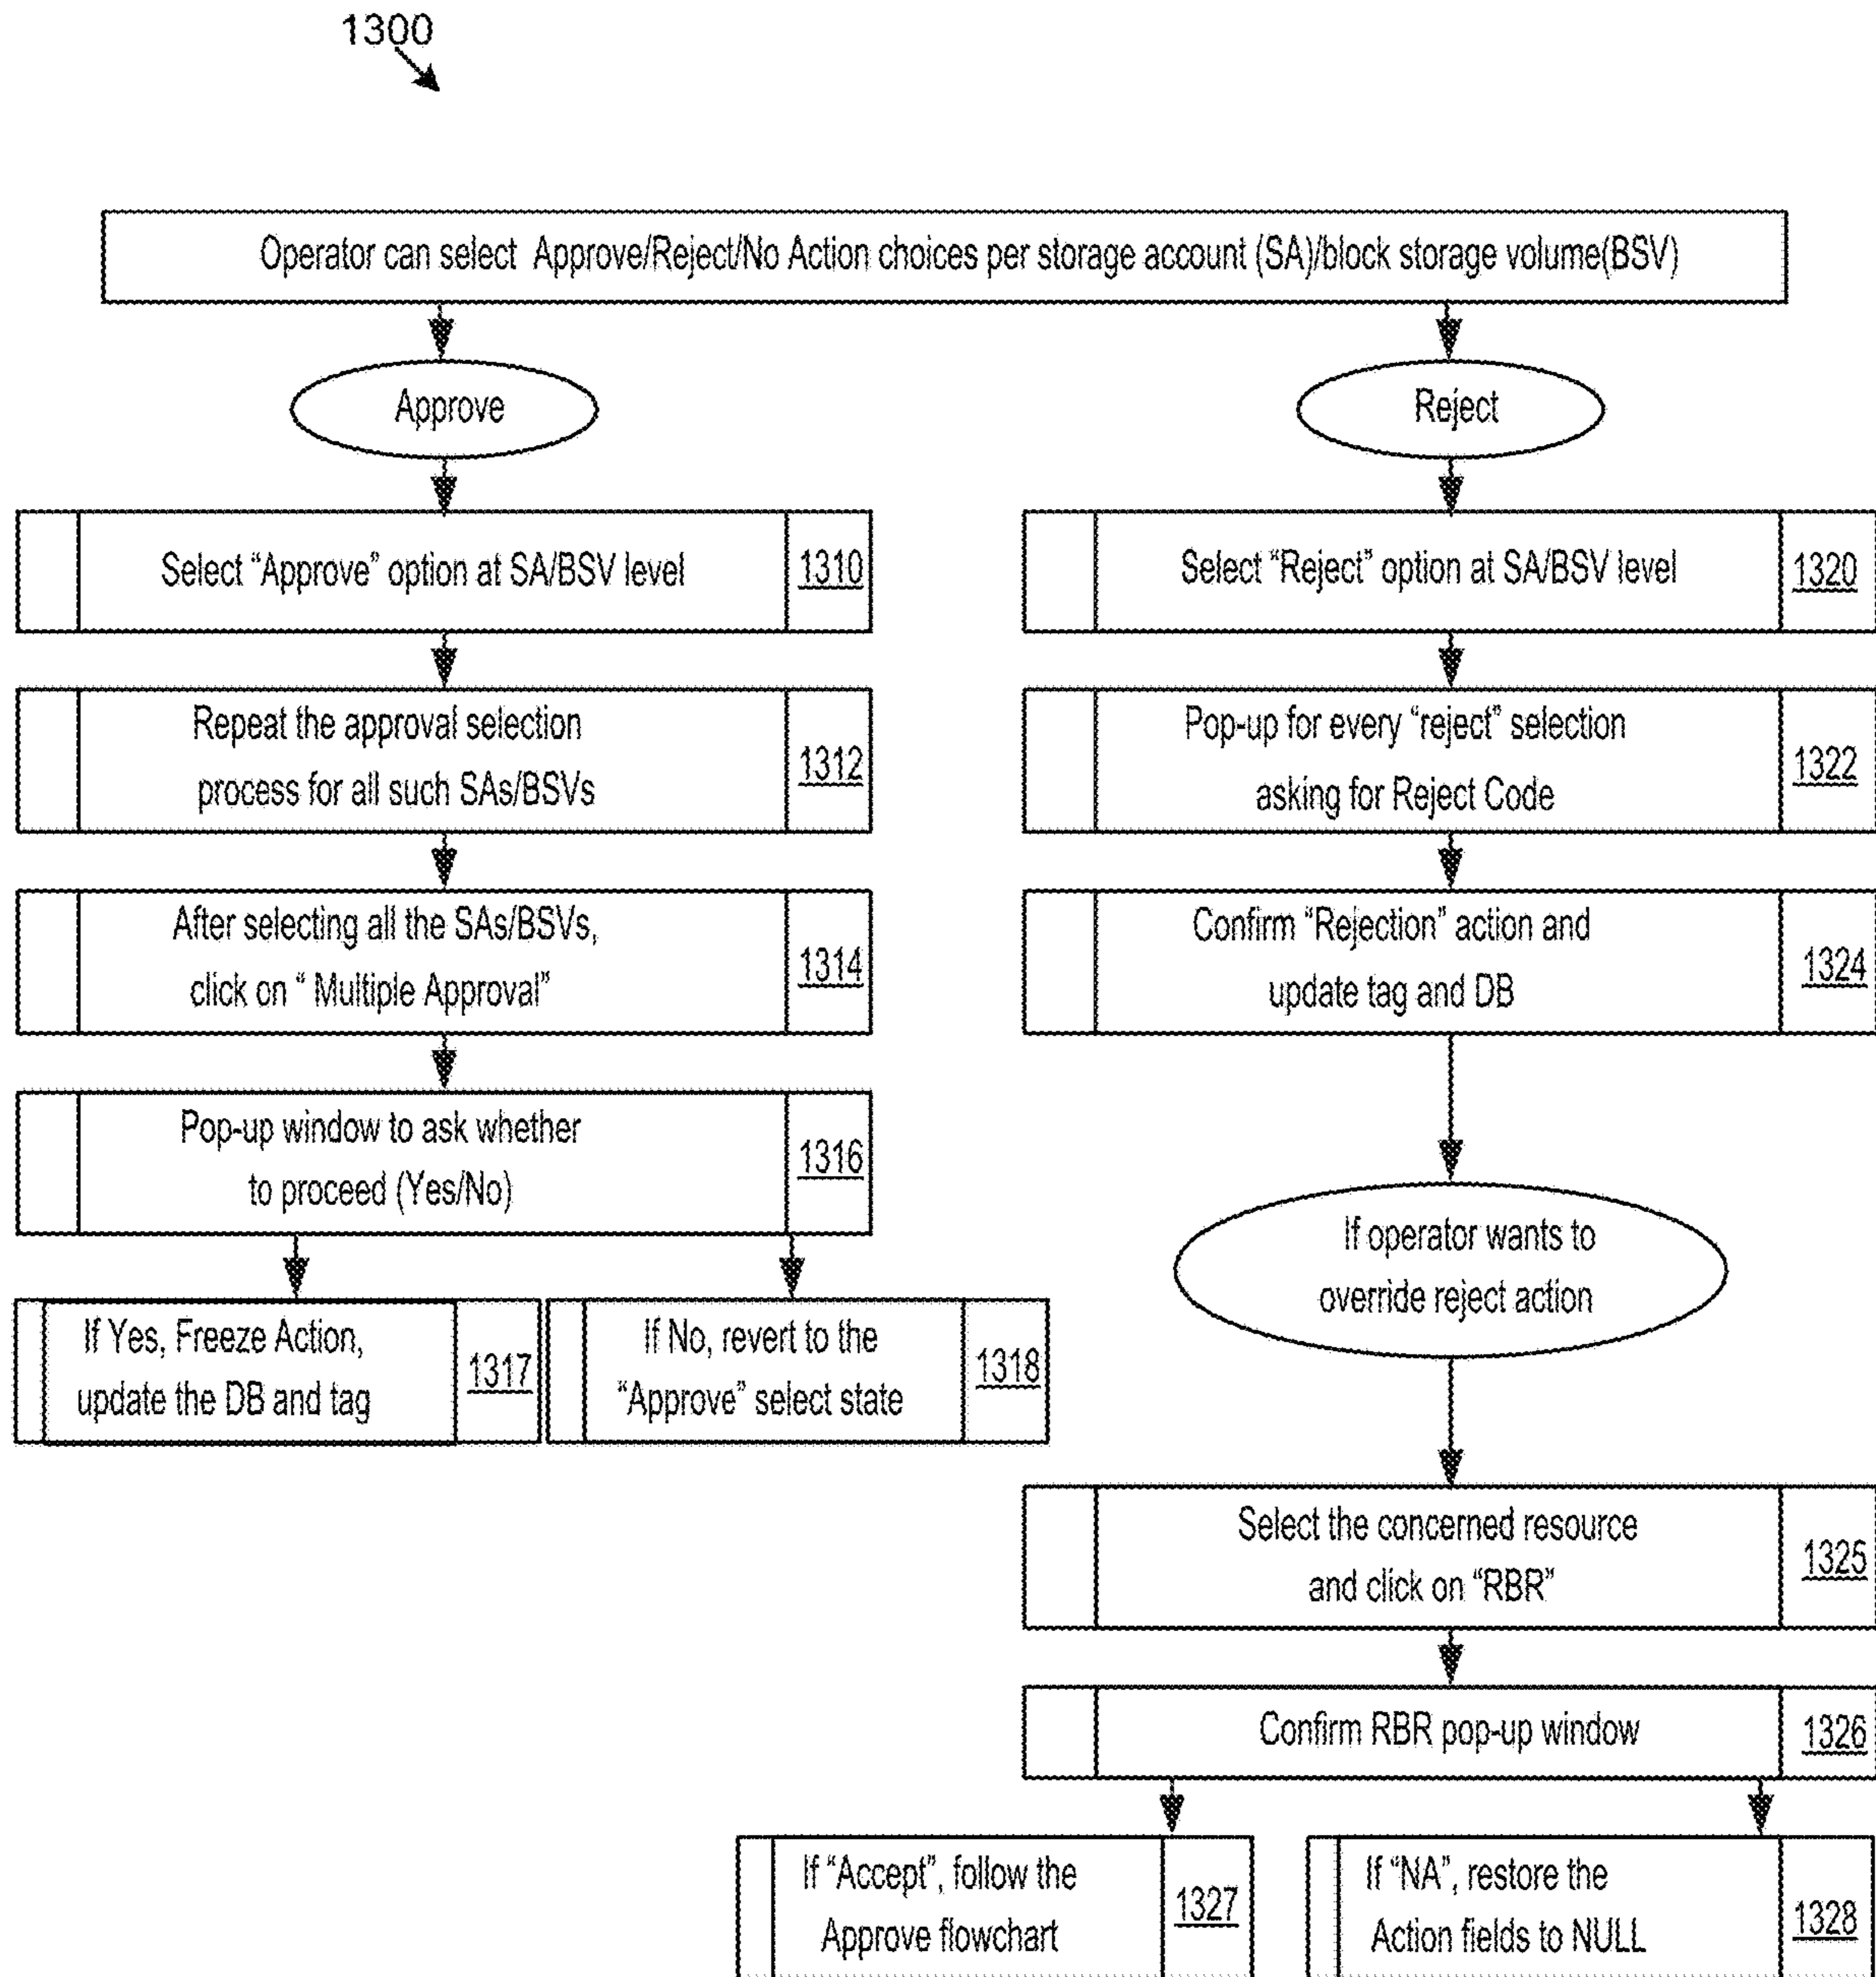 1300
Operator can select Approve/Reject/No Action choices per storage account (SA)/block storage volume(BSV)
Approve
Select “Approve” option at SA/BSV level
1310
Repeat the approval selection
process for all such SAs/BSVs
1312
After selecting all the SAs/BSVs,
click on “ Multiple Approval”
1314
Pop-up window to ask whether
to proceed (Yes/No)
1316
If Yes, Freeze Action,
update the DB and tag
1317
If No, revert to the
“Approve” select state
1318
Reject
Select “Reject” option at SA/BSV level
1320
Pop-up for every “reject” selection
asking for Reject Code
1322
Confirm “Rejection” action and
update tag and DB
1324
If operator wants to
override reject action
Select the concerned resource
and click on “RBR”
1325
Confirm RBR pop-up window
1326
If “Accept”, follow the
Approve flowchart
1327
If “NA”, restore the
Action fields to NULL
1328